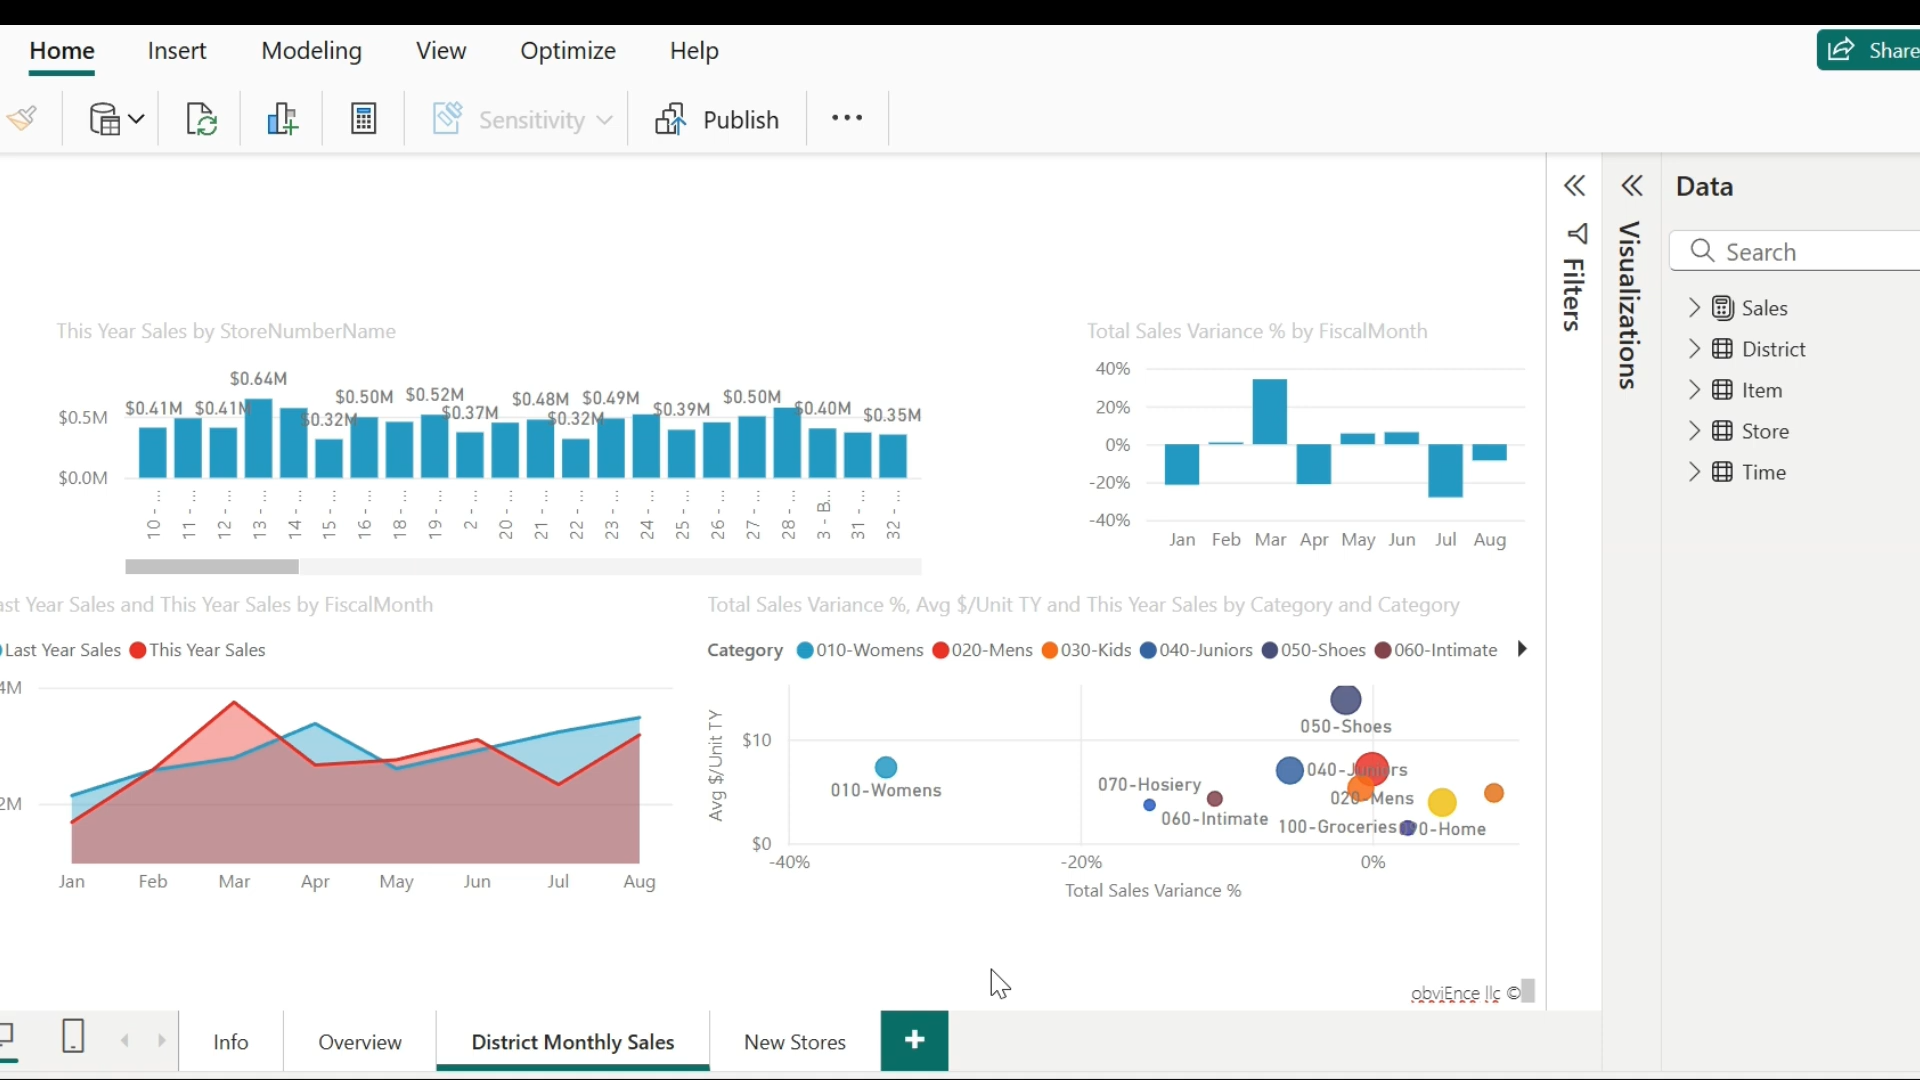 Home Insert Modeling View Optimize Help Share
Sensitivity Publish
Data
Search
Filters
Visualizations
Sales
District
Item
Store
Time
This Year Sales by StoreNumberName
$0.5M
$0.0M
$0.41M $0.41M $0.64M $0.32M $0.50M $0.52M $0.37M $0.48M $0.32M $0.49M $0.39M $0.50M $0.40M $0.35M
10 - ... 11 - ... 12 - ... 13 - ... 14 - ... 15 - ... 16 - ... 18 - ... 19 - ... 2 - ... 20 - ... 21 - ... 22 - ... 23 - ... 24 - ... 25 - ... 26 - ... 27 - ... 28 - ... 3 - B... 31 - ... 32 - ...
Total Sales Variance % by FiscalMonth
40%
20%
0%
-20%
-40%
Jan Feb Mar Apr May Jun Jul Aug
ast Year Sales and This Year Sales by FiscalMonth
Last Year Sales This Year Sales
4M
2M
Jan Feb Mar Apr May Jun Jul Aug
Total Sales Variance %, Avg $/Unit TY and This Year Sales by Category and Category
Category 010-Womens 020-Mens 030-Kids 040-Juniors 050-Shoes 060-Intimate
Avg $/Unit TY
$10
$0
050-Shoes
010-Womens
070-Hosiery
040-Juniors
060-Intimate
020-Mens
100-Groceries
090-Home
-40% -20% 0%
Total Sales Variance %
obviEnce llc ©
Info Overview District Monthly Sales New Stores +